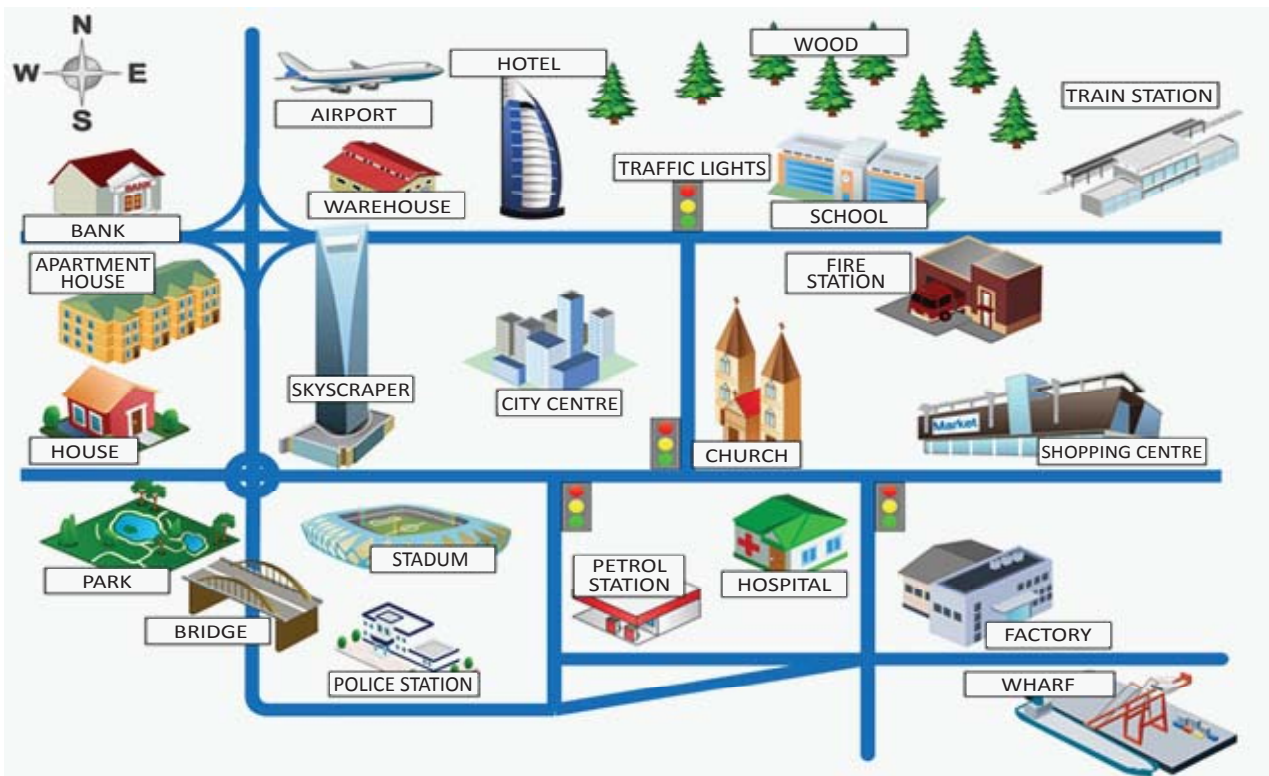 N
W E
S
AIRPORT
HOTEL
WOOD
TRAIN STATION
BANK
BANK
WAREHOUSE
TRAFFIC LIGHTS
SCHOOL
APARTMENT
HOUSE
FIRE
STATION
HOUSE
SKYSCRAPER
CITY CENTRE
CHURCH
Market
SHOPPING CENTRE
PARK
BRIDGE
STADUM
POLICE STATION
PETROL
STATION
HOSPITAL
FACTORY
WHARF